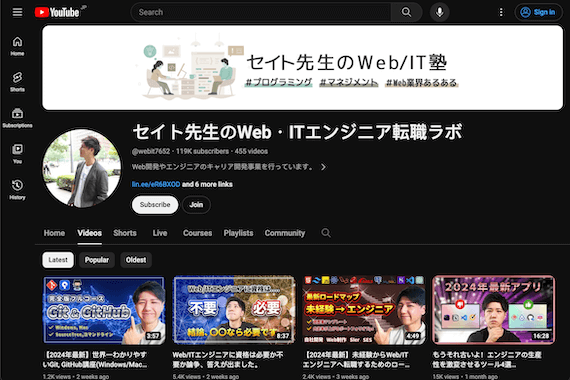 YouTube JP
Search
Sign in
Home
Shorts
Subscriptions
You
History
セイト先生のWeb/IT塾
#プログラミング #マネジメント #Web業界あるある
セイト先生のWeb・ITエンジニア転職ラボ
@webit7652・119K subscribers・455 videos
Web開発やエンジニアのキャリア開発事業を行っています。
lin.ee/eR6BXOD and 6 more links
Subscribe
Join
Home Videos Shorts Live Courses Playlists Community
Latest Popular Oldest
完全版フルコース
Git & GitHub
Windows, Mac
SourceTree,コマンドライン
3:57
【2024年最新】世界一わかりやすいGit, GitHub講座(Windows/Mac...
1.2K views・2 weeks ago
Web/ITエンジニアに資格は....
不要 必要
結論、〇〇なら必要です
8:37
Web/ITエンジニアに資格は必要か不要か論争、答えが出ました。
5.4K views・2 weeks ago
最新ロードマップ
未経験→エンジニア
自社開発 Web制作 SIer SES
4:49
【2024年最新】未経験からWeb/ITエンジニアへ転職するためのロー...
2.4K views・3 weeks ago
2024年最新アプリ
16:28
もうそれ古いよ！エンジニアの生産性を激変させるツール4選...
15K views・1 month ago